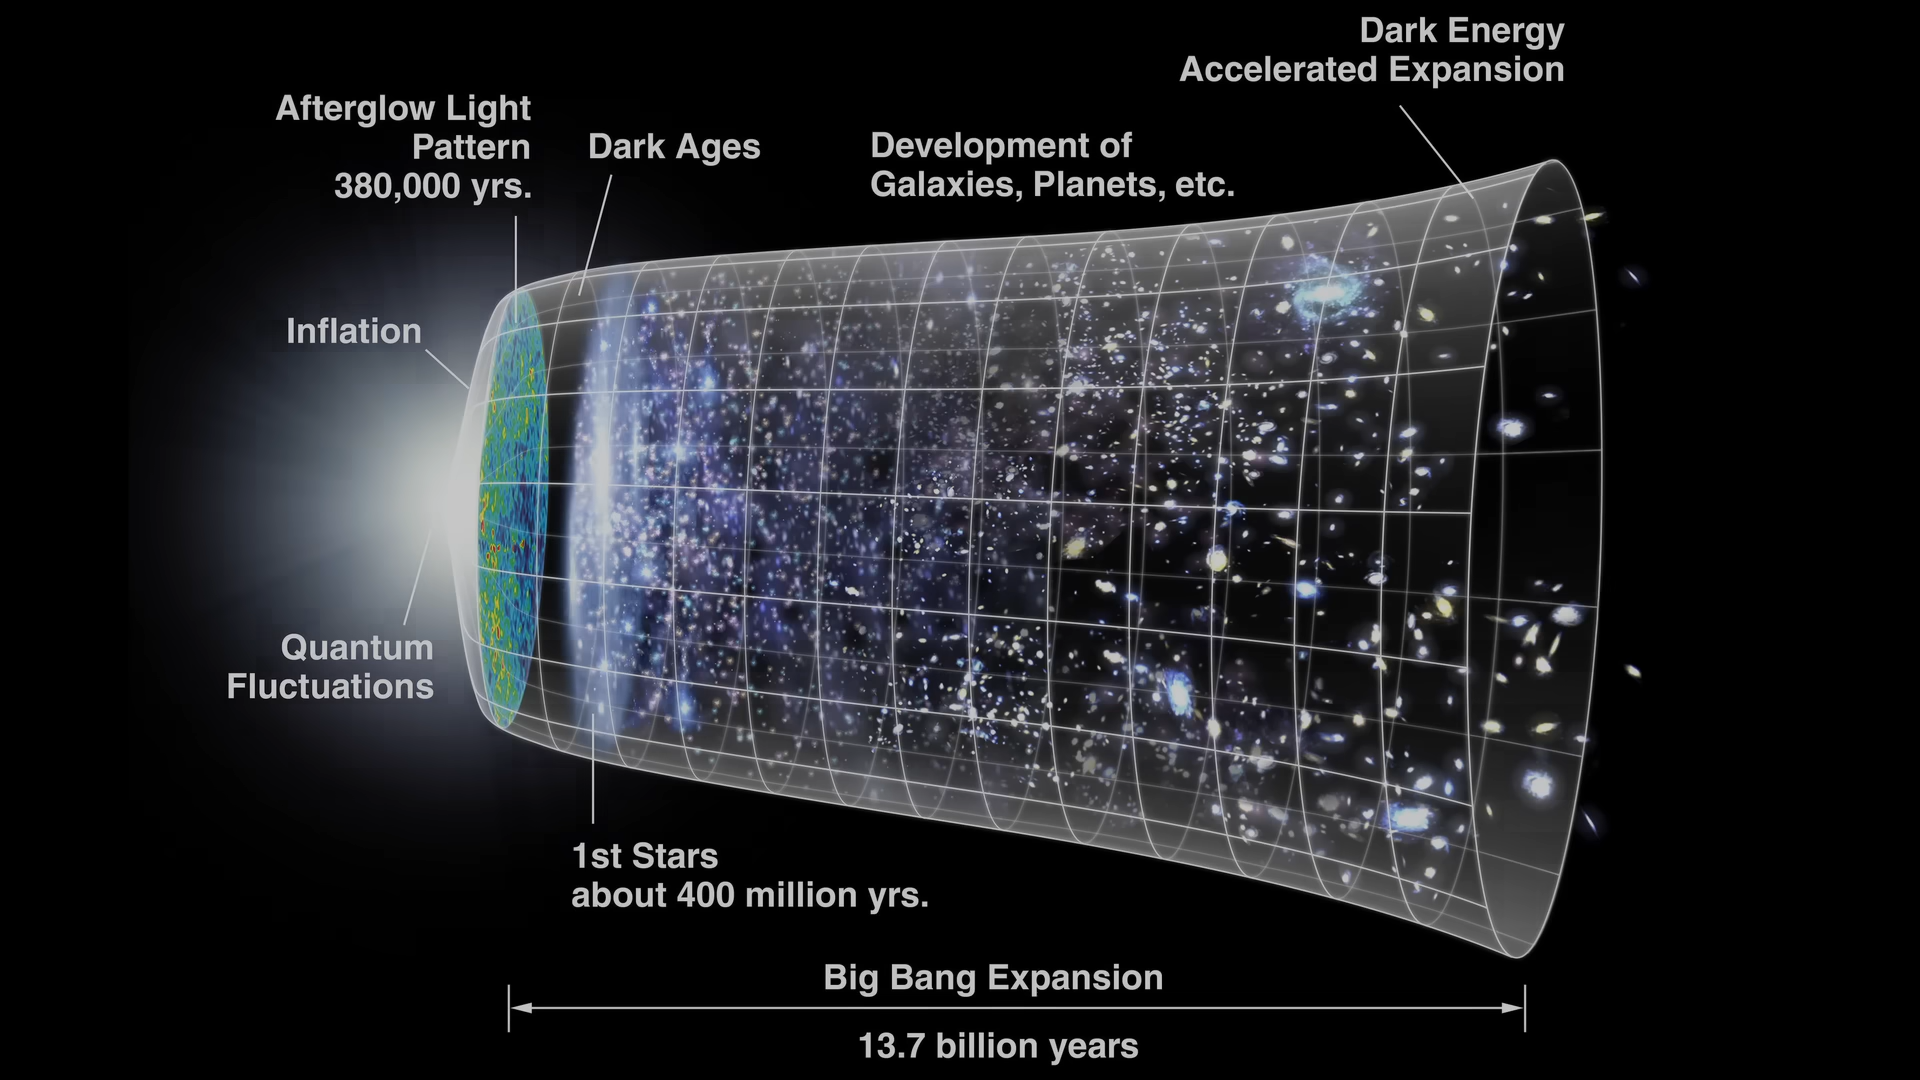 Dark Energy
Accelerated Expansion
Afterglow Light
Pattern
380,000 yrs.
Dark Ages
Development of
Galaxies, Planets, etc.
Inflation
Quantum
Fluctuations
1st Stars
about 400 million yrs.
Big Bang Expansion
13.7 billion years